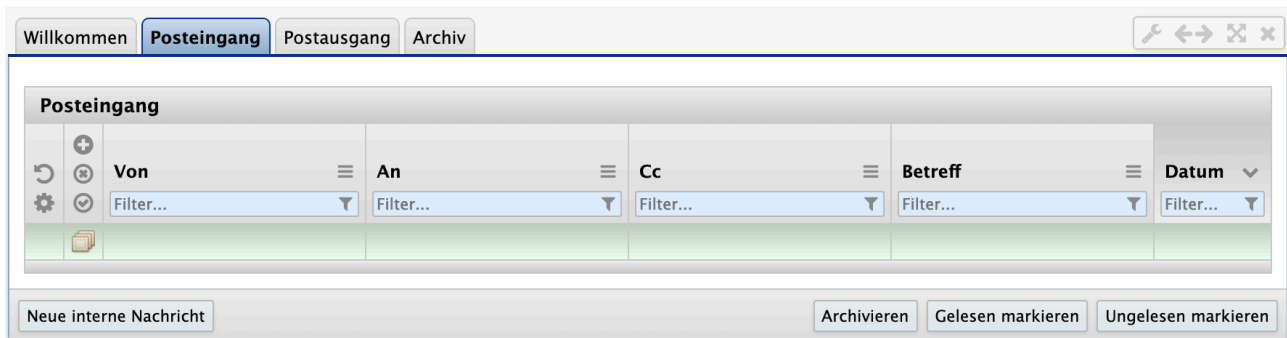 Willkommen Posteingang Postausgang Archiv
Posteingang
Von An Cc Betreff Datum
Filter... Filter... Filter... Filter... Filter...
Neue interne Nachricht Archivieren Gelesen markieren Ungelesen markieren